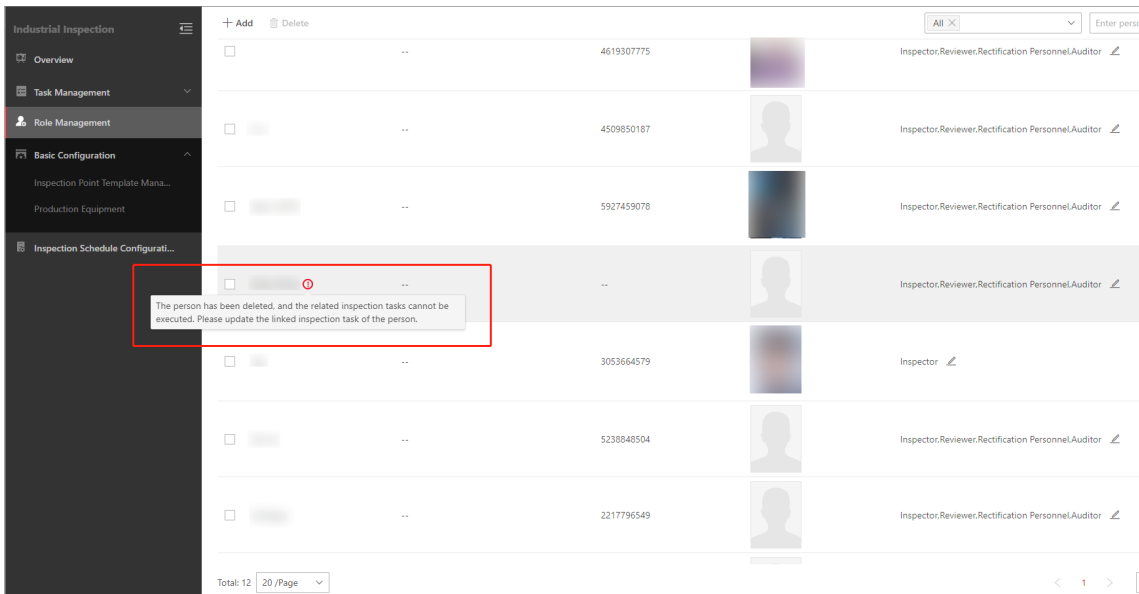 Industrial Inspection
Overview
Task Management
Role Management
Basic Configuration
Inspection Point Template Mana...
Production Equipment
Inspection Schedule Configurati...
+ Add Delete
All ×
Enter perso
-- 4619307775 Inspector,Reviewer,Rectification Personnel,Auditor
-- 4509850187 Inspector,Reviewer,Rectification Personnel,Auditor
-- 5927459078 Inspector,Reviewer,Rectification Personnel,Auditor
-- -- Inspector,Reviewer,Rectification Personnel,Auditor
The person has been deleted, and the related inspection tasks cannot be
executed. Please update the linked inspection task of the person.
-- 3053664579 Inspector
-- 5238848504 Inspector,Reviewer,Rectification Personnel,Auditor
-- 2217796549 Inspector,Reviewer,Rectification Personnel,Auditor
Total: 12 20 /Page < 1 >